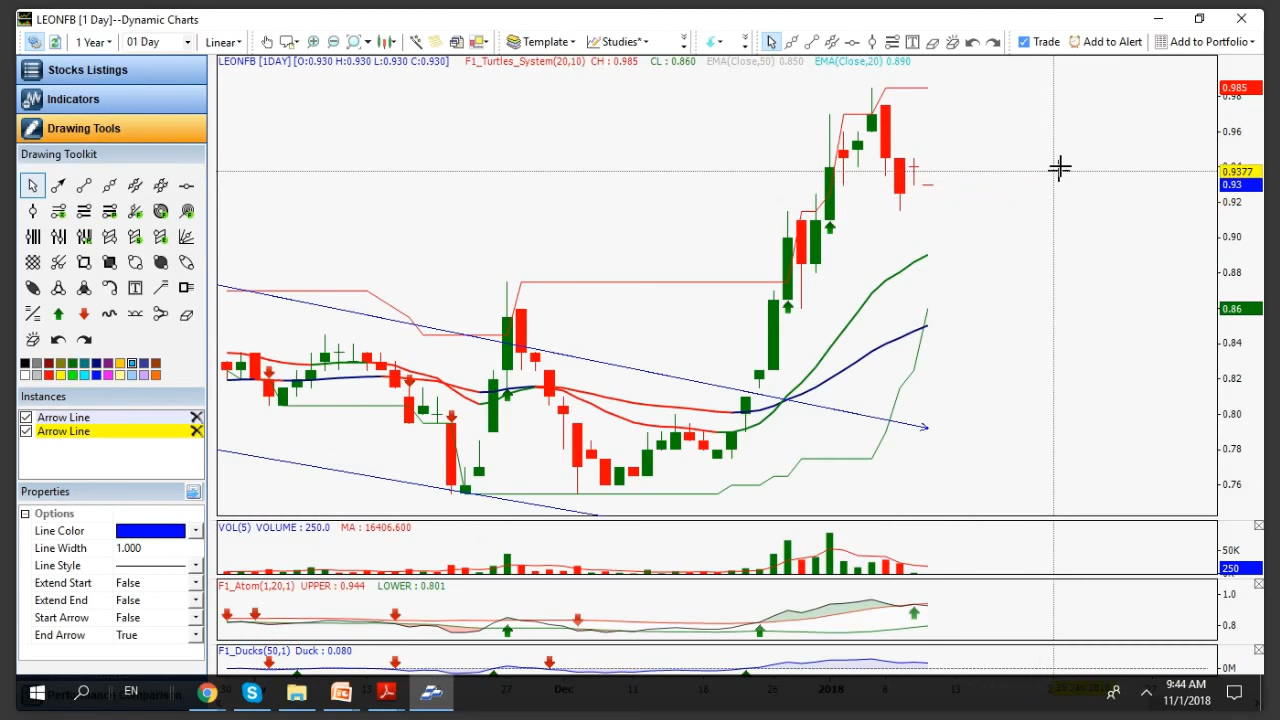 LEONFB [1 Day]--Dynamic Charts
1 Year 01 Day Linear Template Studies* Trade Add to Alert Add to Portfolio
Stocks Listings
Indicators
Drawing Tools
Drawing Toolkit
Instances
Arrow Line
Arrow Line
Properties
Options
Line Color
Line Width 1.000
Line Style
Extend Start False
Extend End False
Start Arrow False
End Arrow True
LEONFB [1DAY] [O:0.930 H:0.930 L:0.930 C:0.930] F1_Turtles_System(20,10) CH : 0.985 CL : 0.860 EMA(Close,50) 0.850 EMA(Close,20) 0.890
0.985
0.98
0.96
0.9377
0.93
0.92
0.90
0.88
0.86
0.84
0.82
0.80
0.78
0.76
VOL(5) VOLUME : 250.0 MA : 16406.600
50K
250
F1_Atom(1,20,1) UPPER : 0.944 LOWER : 0.801
1.0
0.8
F1_Ducks(50,1) Duck : 0.080
0M
30 13 27 Dec 11 18 26 2018 8 13
EN
9:44 AM
11/1/2018